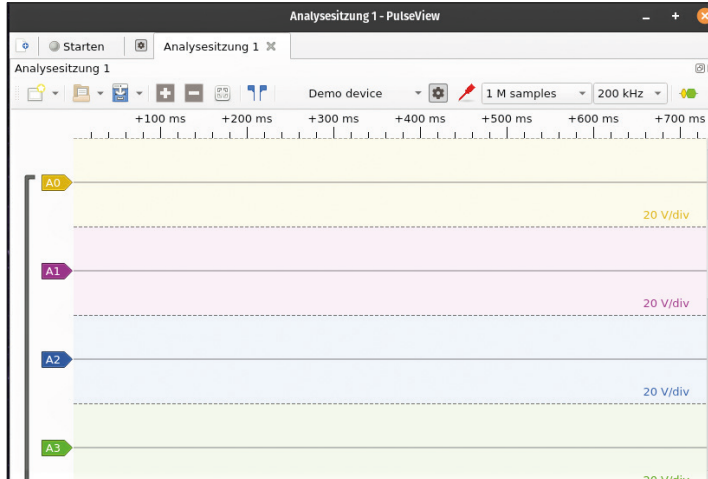 Analysesitzung 1 - PulseView
Starten Analysesitzung 1
Analysesitzung 1
Demo device 1 M samples 200 kHz
+100 ms +200 ms +300 ms +400 ms +500 ms +600 ms +700 ms
A0
20 V/div
A1
20 V/div
A2
20 V/div
A3
20 V/div